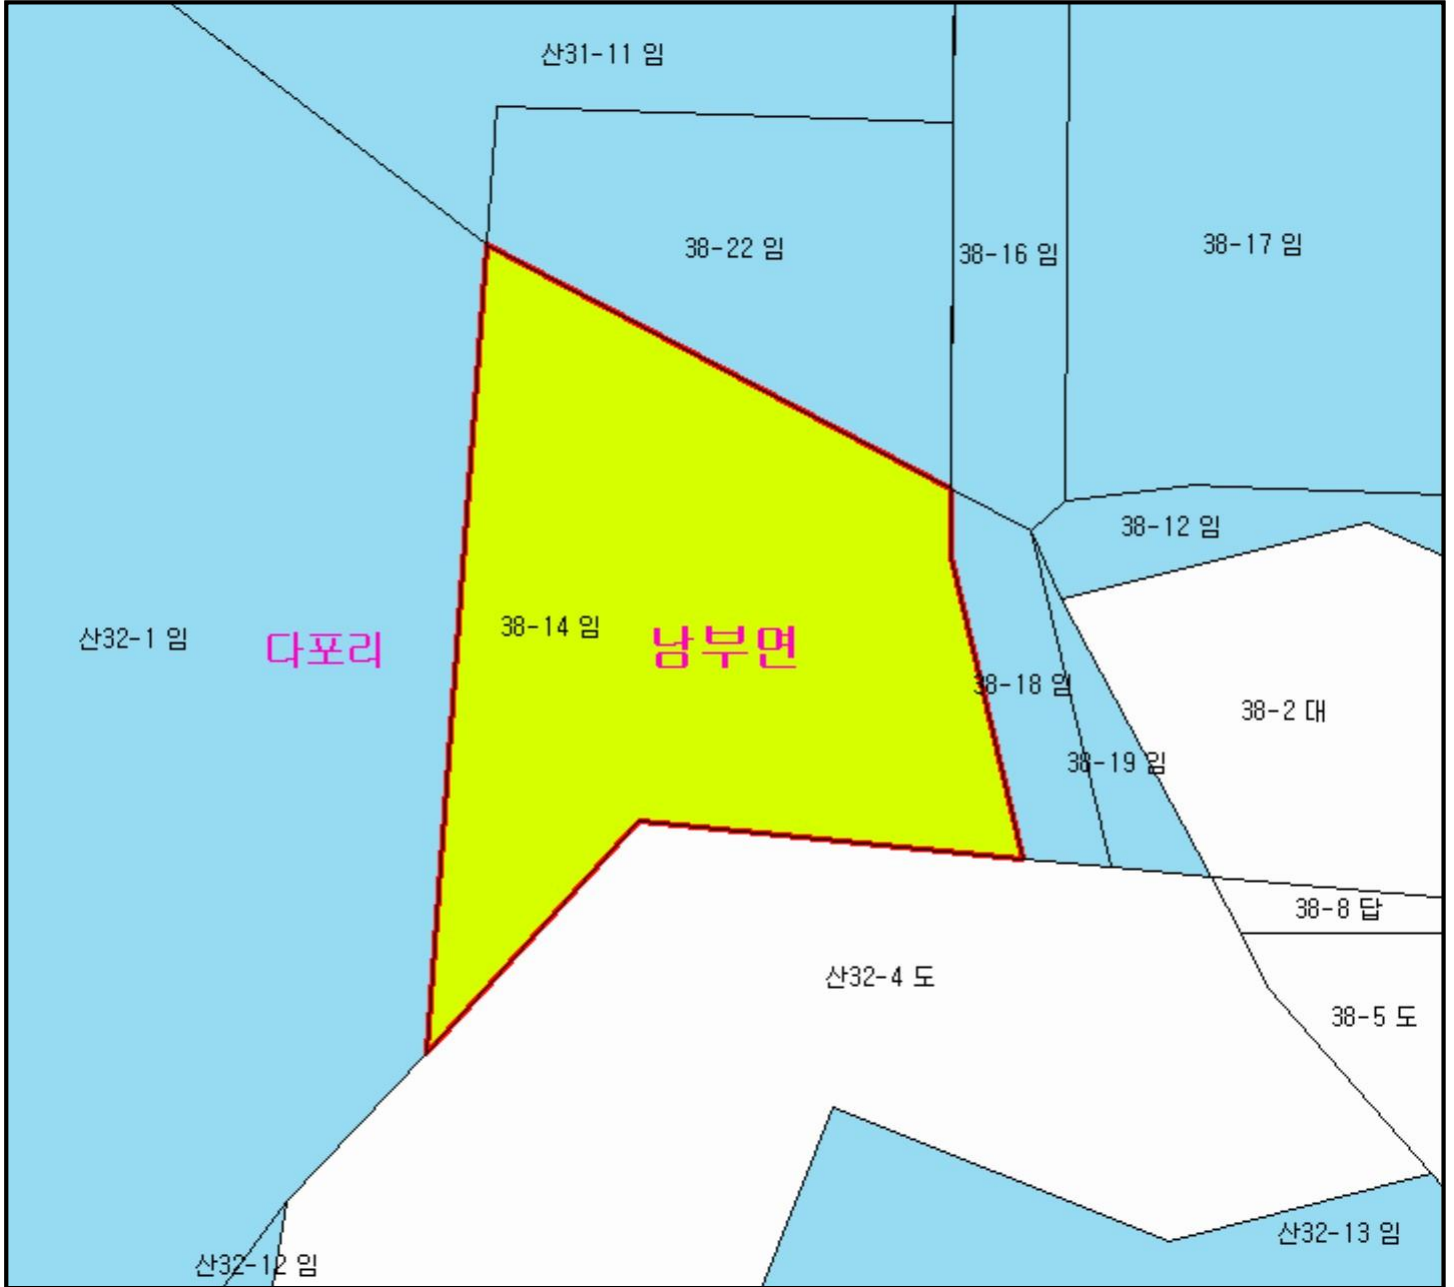 산31-11 임
38-22 임
38-16 임
38-17 임
38-12 임
38-14 임
남부면
산32-1 임
다포리
38-18 임
38-2 대
38-19 임
38-8 답
산32-4 도
38-5 도
산32-13 임
산32-12 임